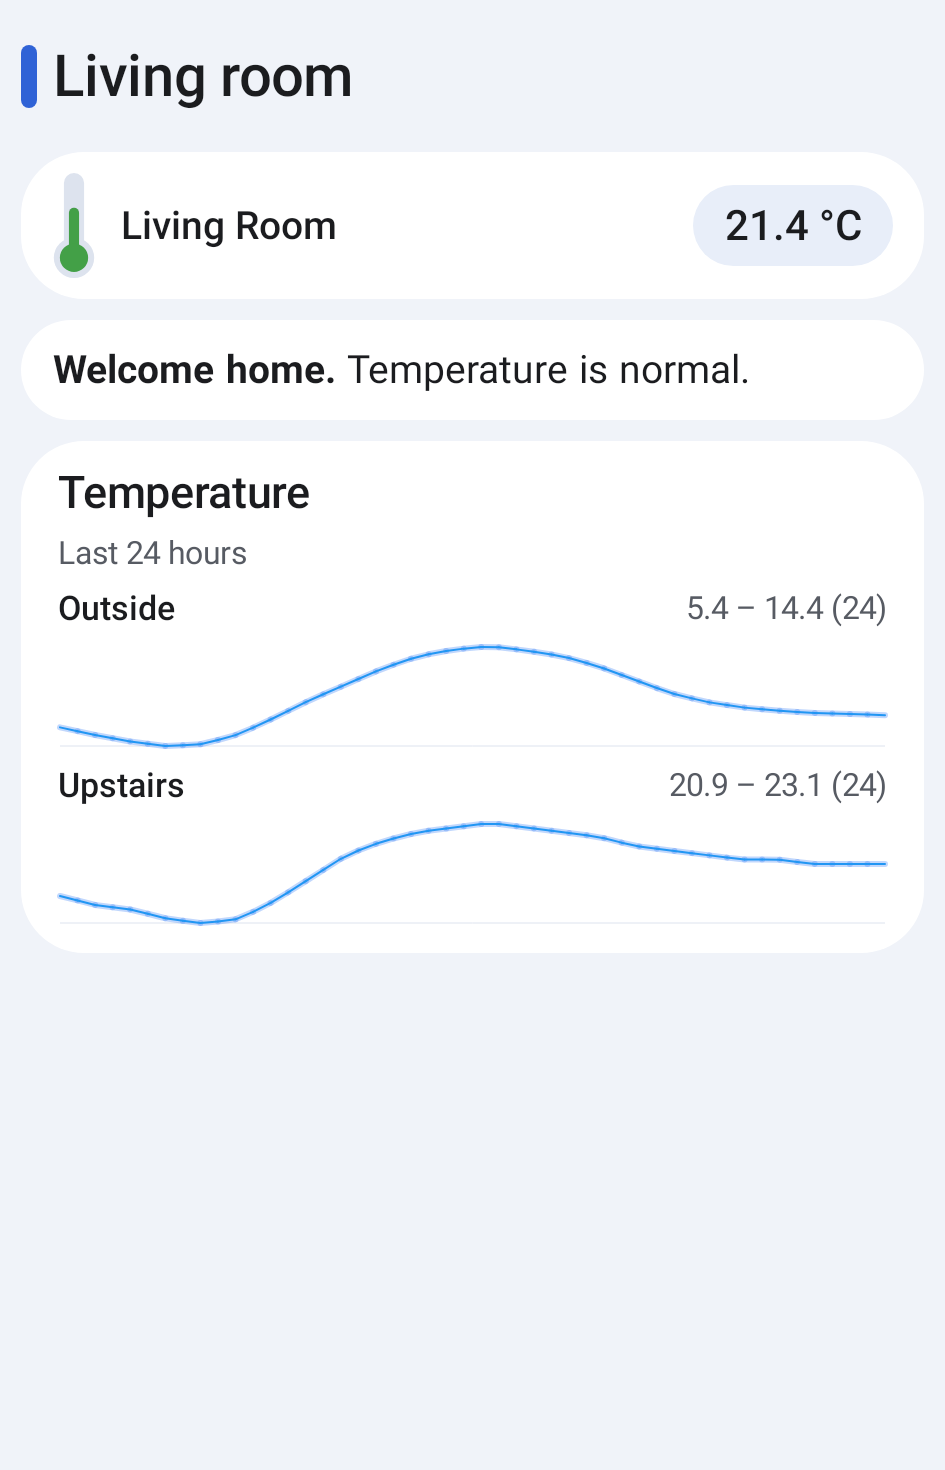 Living room
Living Room
21.4 °C
Welcome home. Temperature is normal.
Temperature
Last 24 hours
Outside
5.4 – 14.4 (24)
Upstairs
20.9 – 23.1 (24)